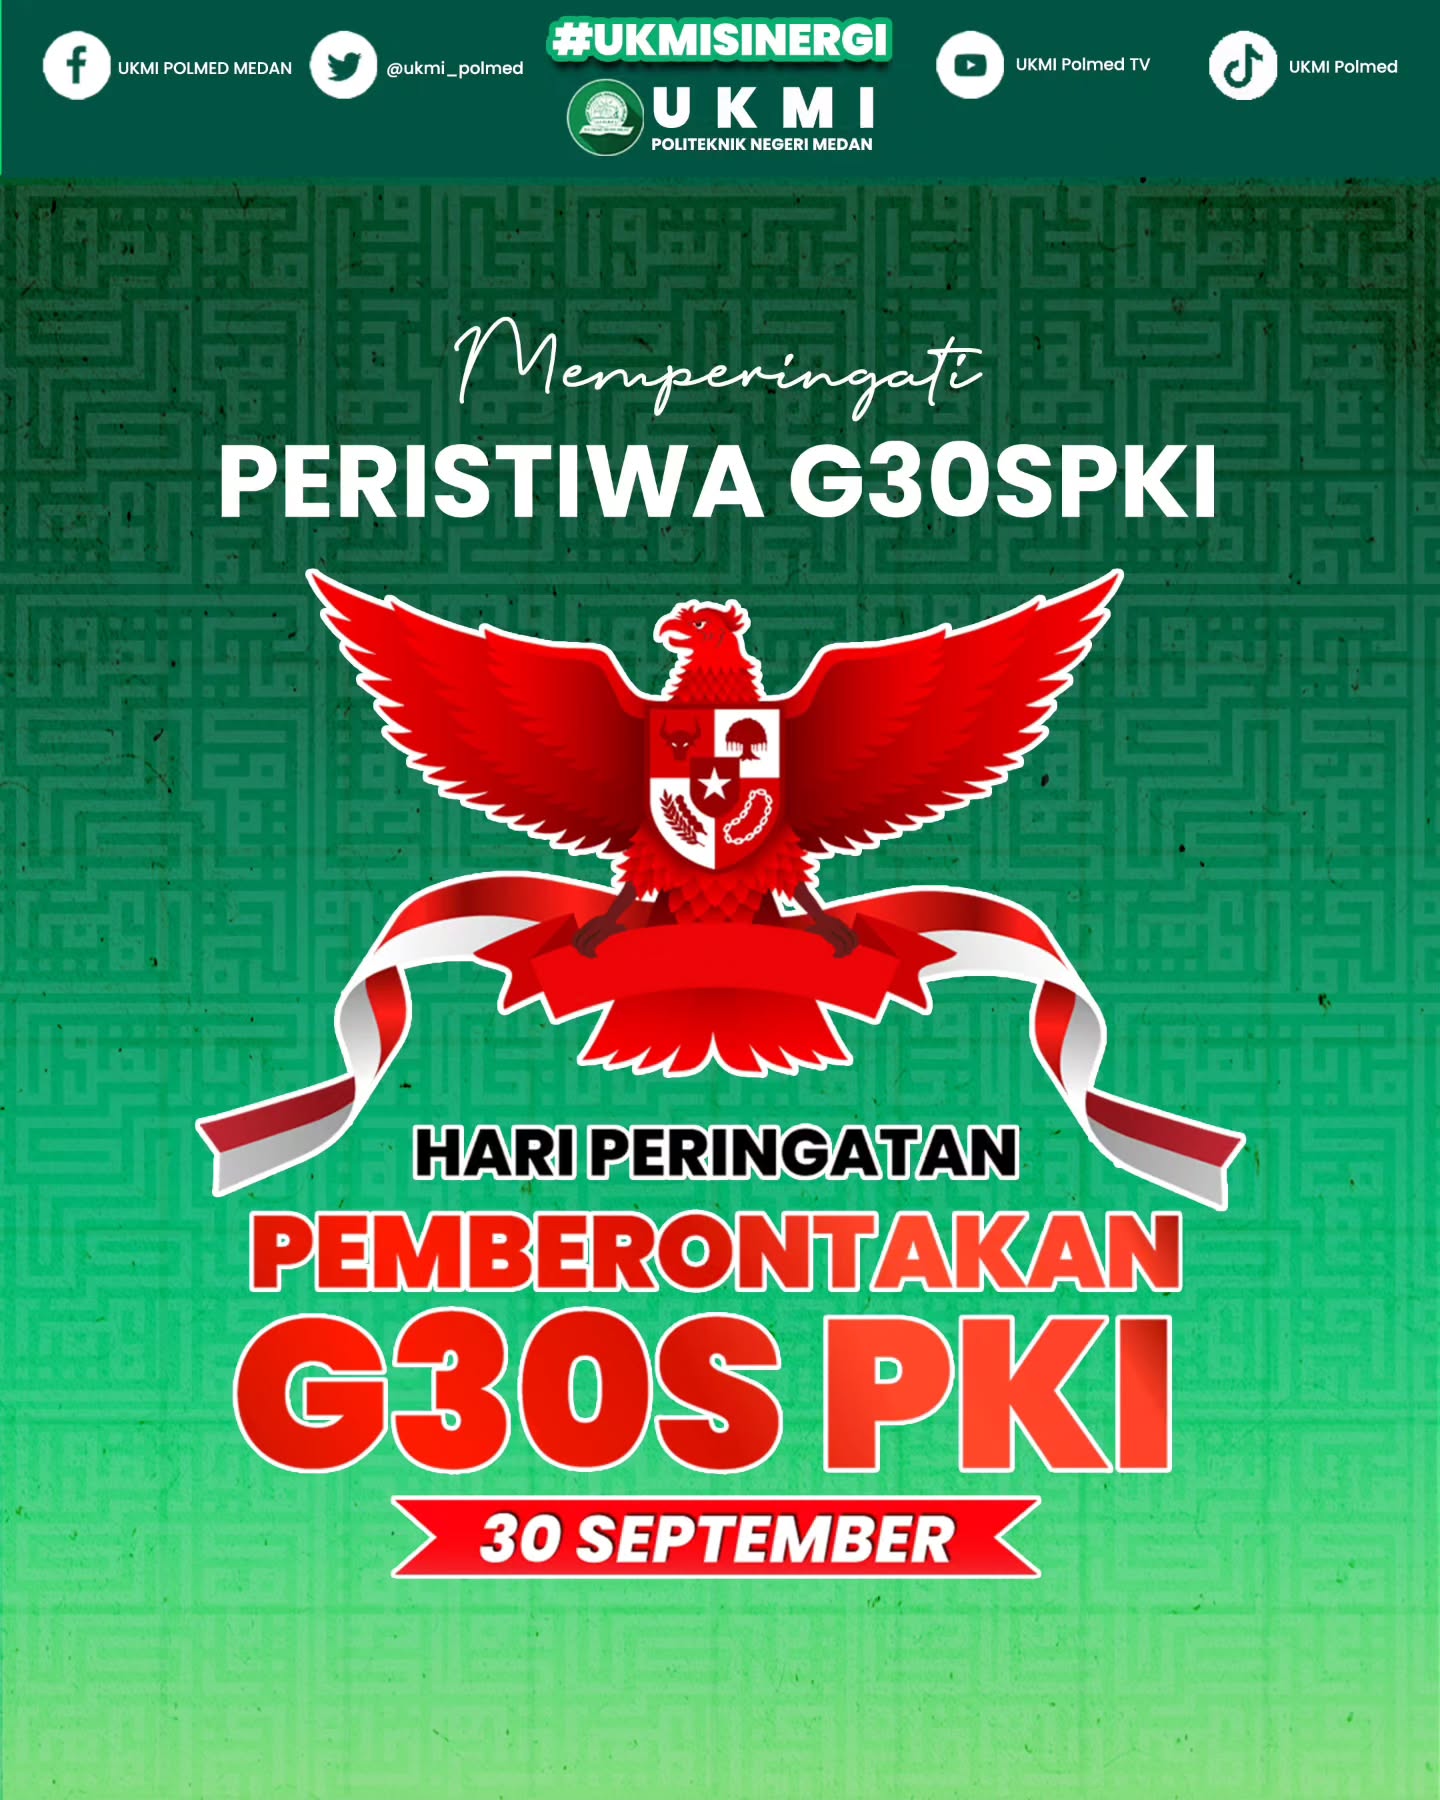 #UKMISINERGI
UKMI POLMED MEDAN
@ukmi_polmed
UKMI
POLITEKNIK NEGERI MEDAN
UKMI Polmed TV
UKMI Polmed
Memperingati
PERISTIWA G30SPKI
HARI PERINGATAN
PEMBERONTAKAN
G30S PKI
30 SEPTEMBER